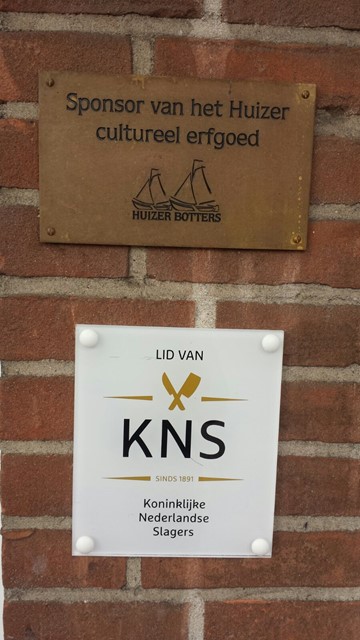 Sponsor van het Huizer
cultureel erfgoed
HUIZER BOTTERS
LID VAN
KNS
SINDS 1891
Koninklijke
Nederlandse
Slagers